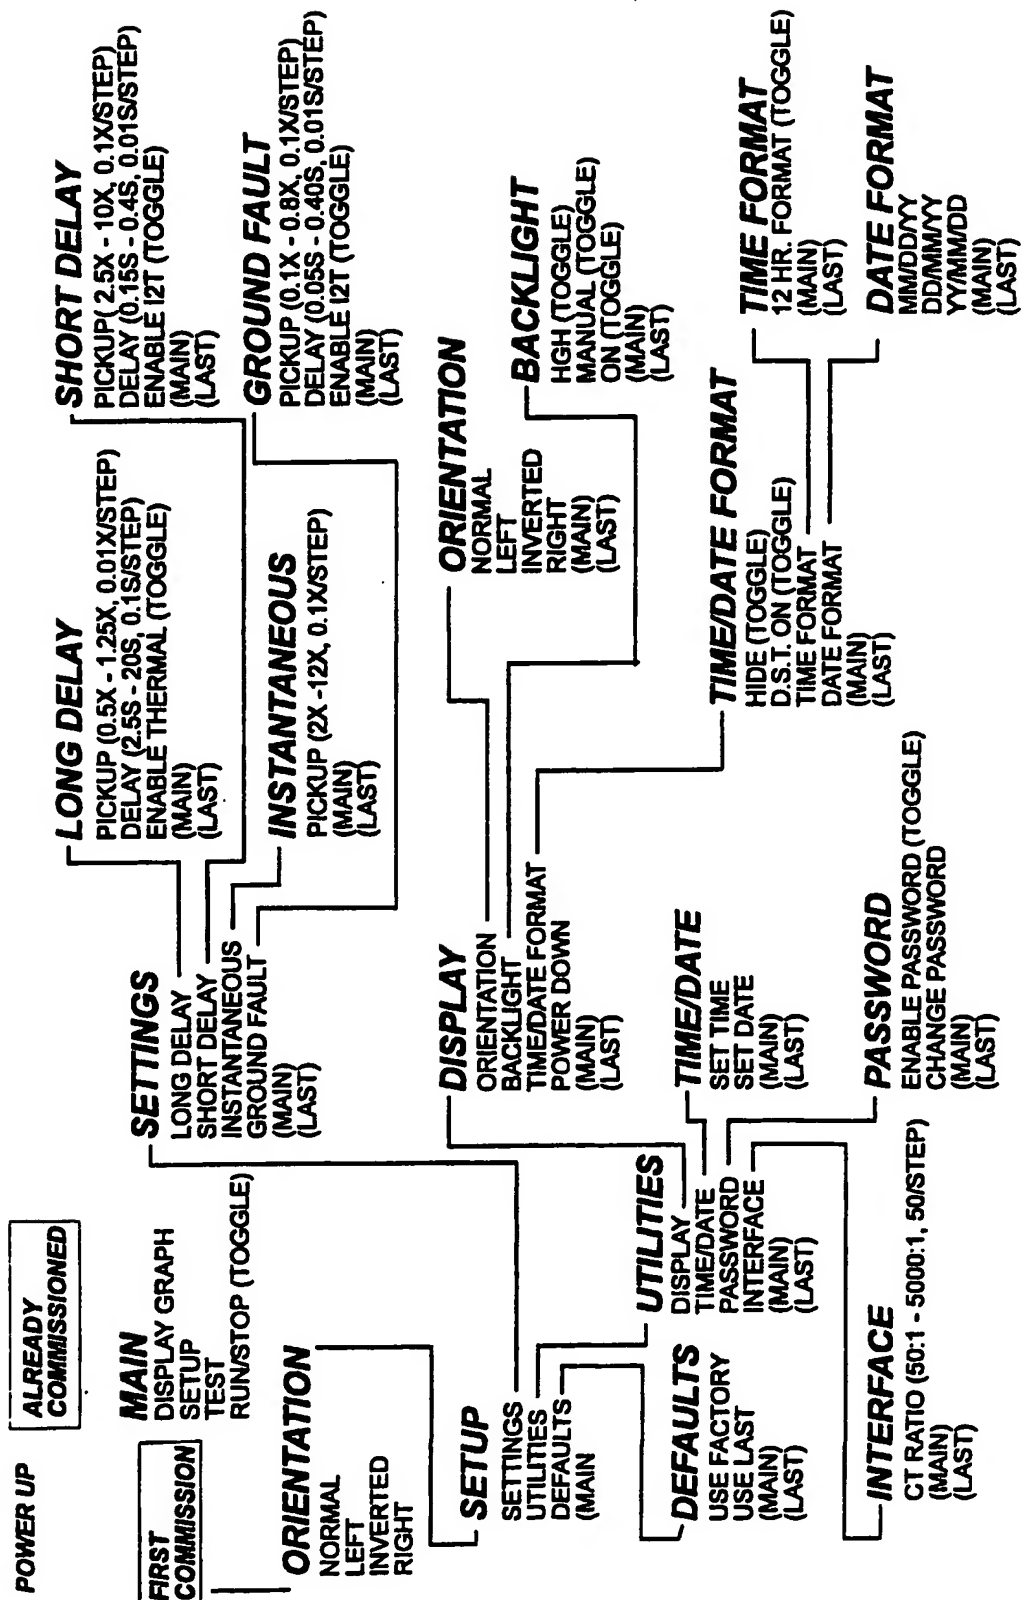 POWER UP
ALREADY
COMMISSIONED
FIRST
COMMISSION
MAIN
DISPLAY GRAPH
SETUP
TEST
RUN/STOP (TOGGLE)
ORIENTATION
NORMAL
LEFT
INVERTED
RIGHT
SETUP
SETTINGS
UTILITIES
DEFAULTS
(MAIN
DEFAULTS
USE FACTORY
USE LAST
(MAIN)
(LAST)
INTERFACE
CT RATIO (50:1 - 5000:1, 50/STEP)
(MAIN)
(LAST)
SETTINGS
LONG DELAY
SHORT DELAY
INSTANTANEOUS
GROUND FAULT
(MAIN)
(LAST)
UTILITIES
DISPLAY
TIME/DATE
PASSWORD
INTERFACE
(MAIN)
(LAST)
DISPLAY
ORIENTATION
BACKLIGHT
TIME/DATE FORMAT
POWER DOWN
(MAIN)
(LAST)
TIME/DATE
SET TIME
SET DATE
(MAIN)
(LAST)
PASSWORD
ENABLE PASSWORD (TOGGLE)
CHANGE PASSWORD
(MAIN)
(LAST)
LONG DELAY
PICKUP (0.5X - 1.25X, 0.01X/STEP)
DELAY (2.5S - 20S, 0.1S/STEP)
ENABLE THERMAL (TOGGLE)
(MAIN)
(LAST)
INSTANTANEOUS
PICKUP (2X -12X, 0.1X/STEP)
(MAIN)
(LAST)
SHORT DELAY
PICKUP( 2.5X - 10X, 0.1X/STEP)
DELAY (0.15S - 0.4S, 0.01S/STEP)
ENABLE I2T (TOGGLE)
(MAIN)
(LAST)
GROUND FAULT
PICKUP (0.1X - 0.8X, 0.1X/STEP)
DELAY (0.05S - 0.40S, 0.01S/STEP)
ENABLE I2T (TOGGLE)
(MAIN)
(LAST)
ORIENTATION
NORMAL
LEFT
INVERTED
RIGHT
(MAIN)
(LAST)
BACKLIGHT
HGH (TOGGLE)
MANUAL (TOGGLE)
ON (TOGGLE)
(MAIN)
(LAST)
TIME/DATE FORMAT
HIDE (TOGGLE)
D.S.T. ON (TOGGLE)
TIME FORMAT
DATE FORMAT
(MAIN)
(LAST)
TIME FORMAT
12 HR. FORMAT (TOGGLE)
(MAIN)
(LAST)
DATE FORMAT
MM/DD/YY
DD/MM/YY
YY/MM/DD
(MAIN)
(LAST)